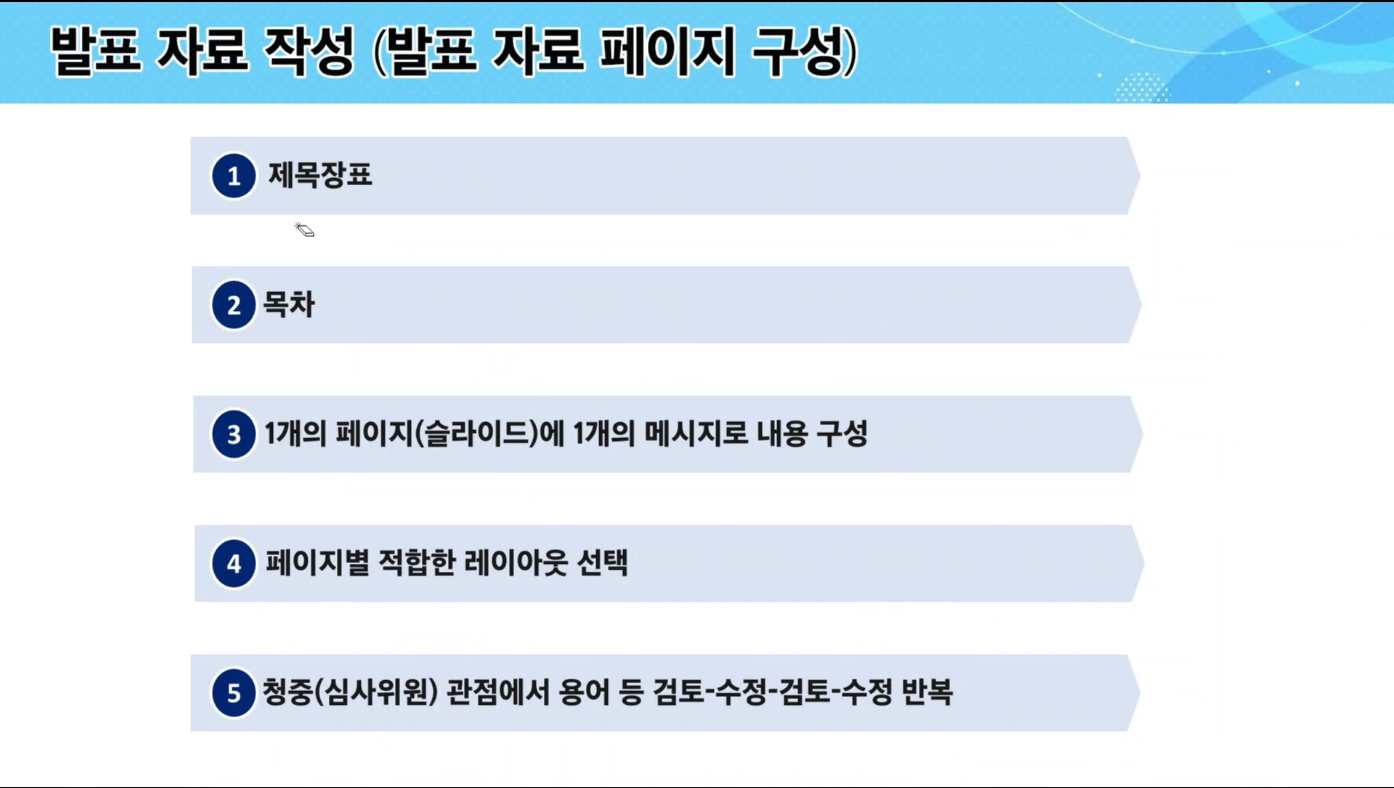 발표 자료 작성 (발표 자료 페이지 구성)
1 제목장표
2 목차
3 1개의 페이지(슬라이드)에 1개의 메시지로 내용 구성
4 페이지별 적합한 레이아웃 선택
5 청중(심사위원) 관점에서 용어 등 검토-수정-검토-수정 반복